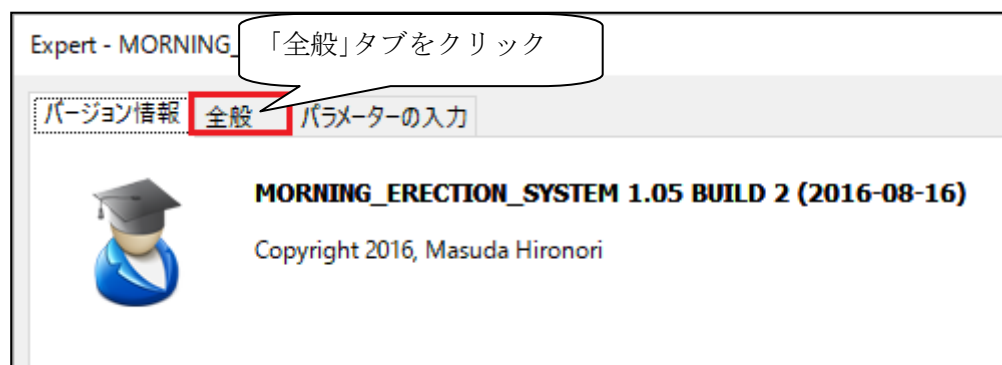 Expert - MORNING_
「全般」タブをクリック
バージョン情報 全般 パラメーターの入力
MORNING_ERECTION_SYSTEM 1.05 BUILD 2 (2016-08-16)
Copyright 2016, Masuda Hironori